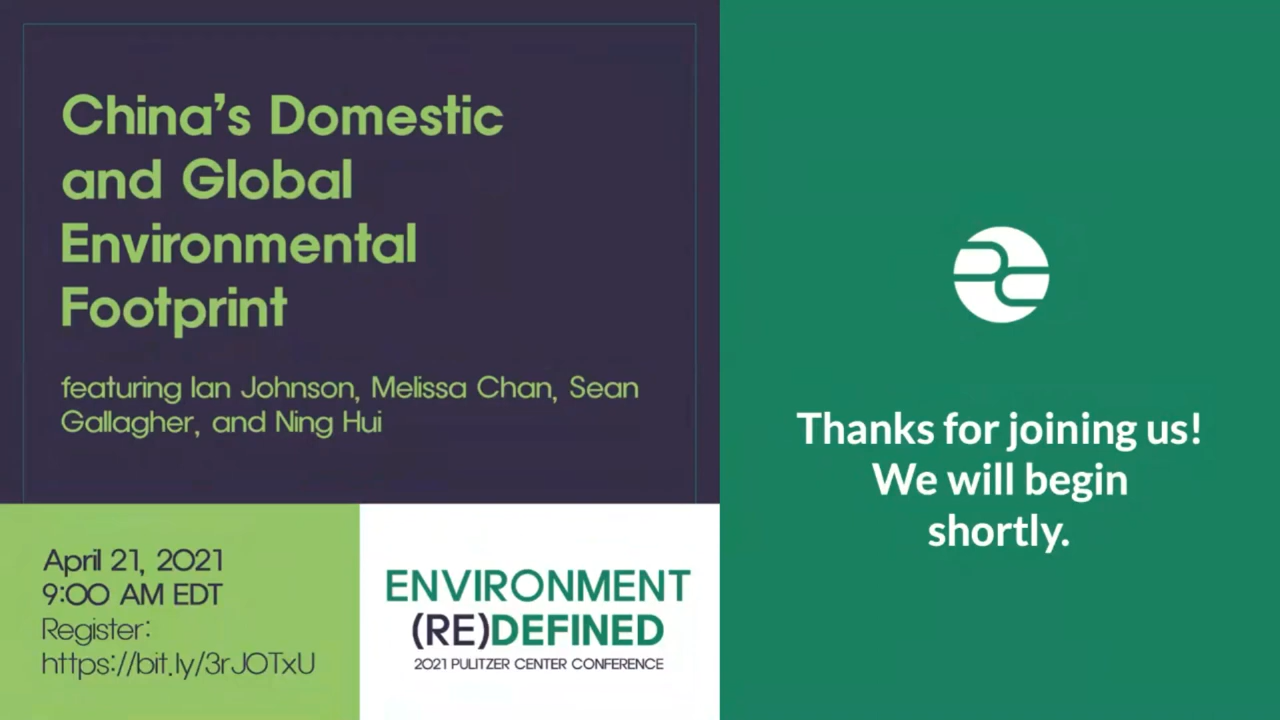 China's Domestic
and Global
Environmental
Footprint
featuring Ian Johnson, Melissa Chan, Sean
Gallagher, and Ning Hui
April 21, 2021
9:00 AM EDT
Register:
https://bit.ly/3rJOTxU
ENVIRONMENT
(RE)DEFINED
2021 PULITZER CENTER CONFERENCE
Thanks for joining us!
We will begin
shortly.